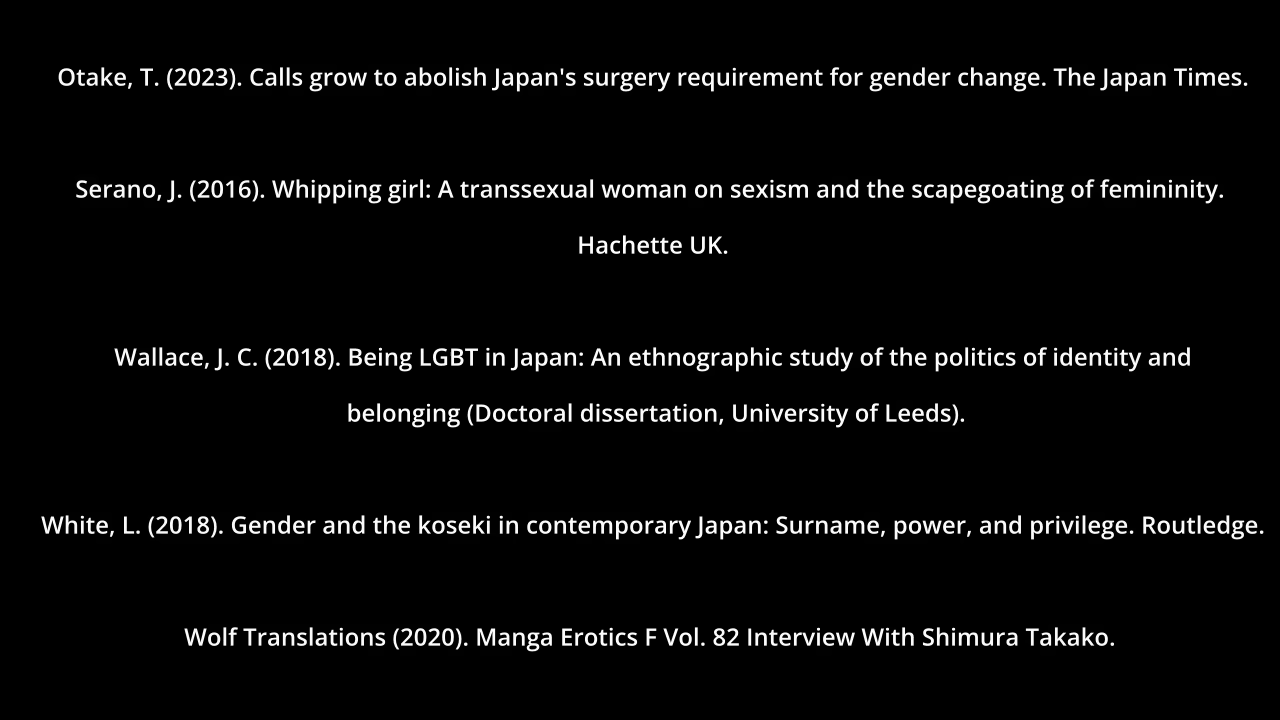 Otake, T. (2023). Calls grow to abolish Japan's surgery requirement for gender change. The Japan Times.
Serano, J. (2016). Whipping girl: A transsexual woman on sexism and the scapegoating of femininity.
Hachette UK.
Wallace, J. C. (2018). Being LGBT in Japan: An ethnographic study of the politics of identity and
belonging (Doctoral dissertation, University of Leeds).
White, L. (2018). Gender and the koseki in contemporary Japan: Surname, power, and privilege. Routledge.
Wolf Translations (2020). Manga Erotics F Vol. 82 Interview With Shimura Takako.